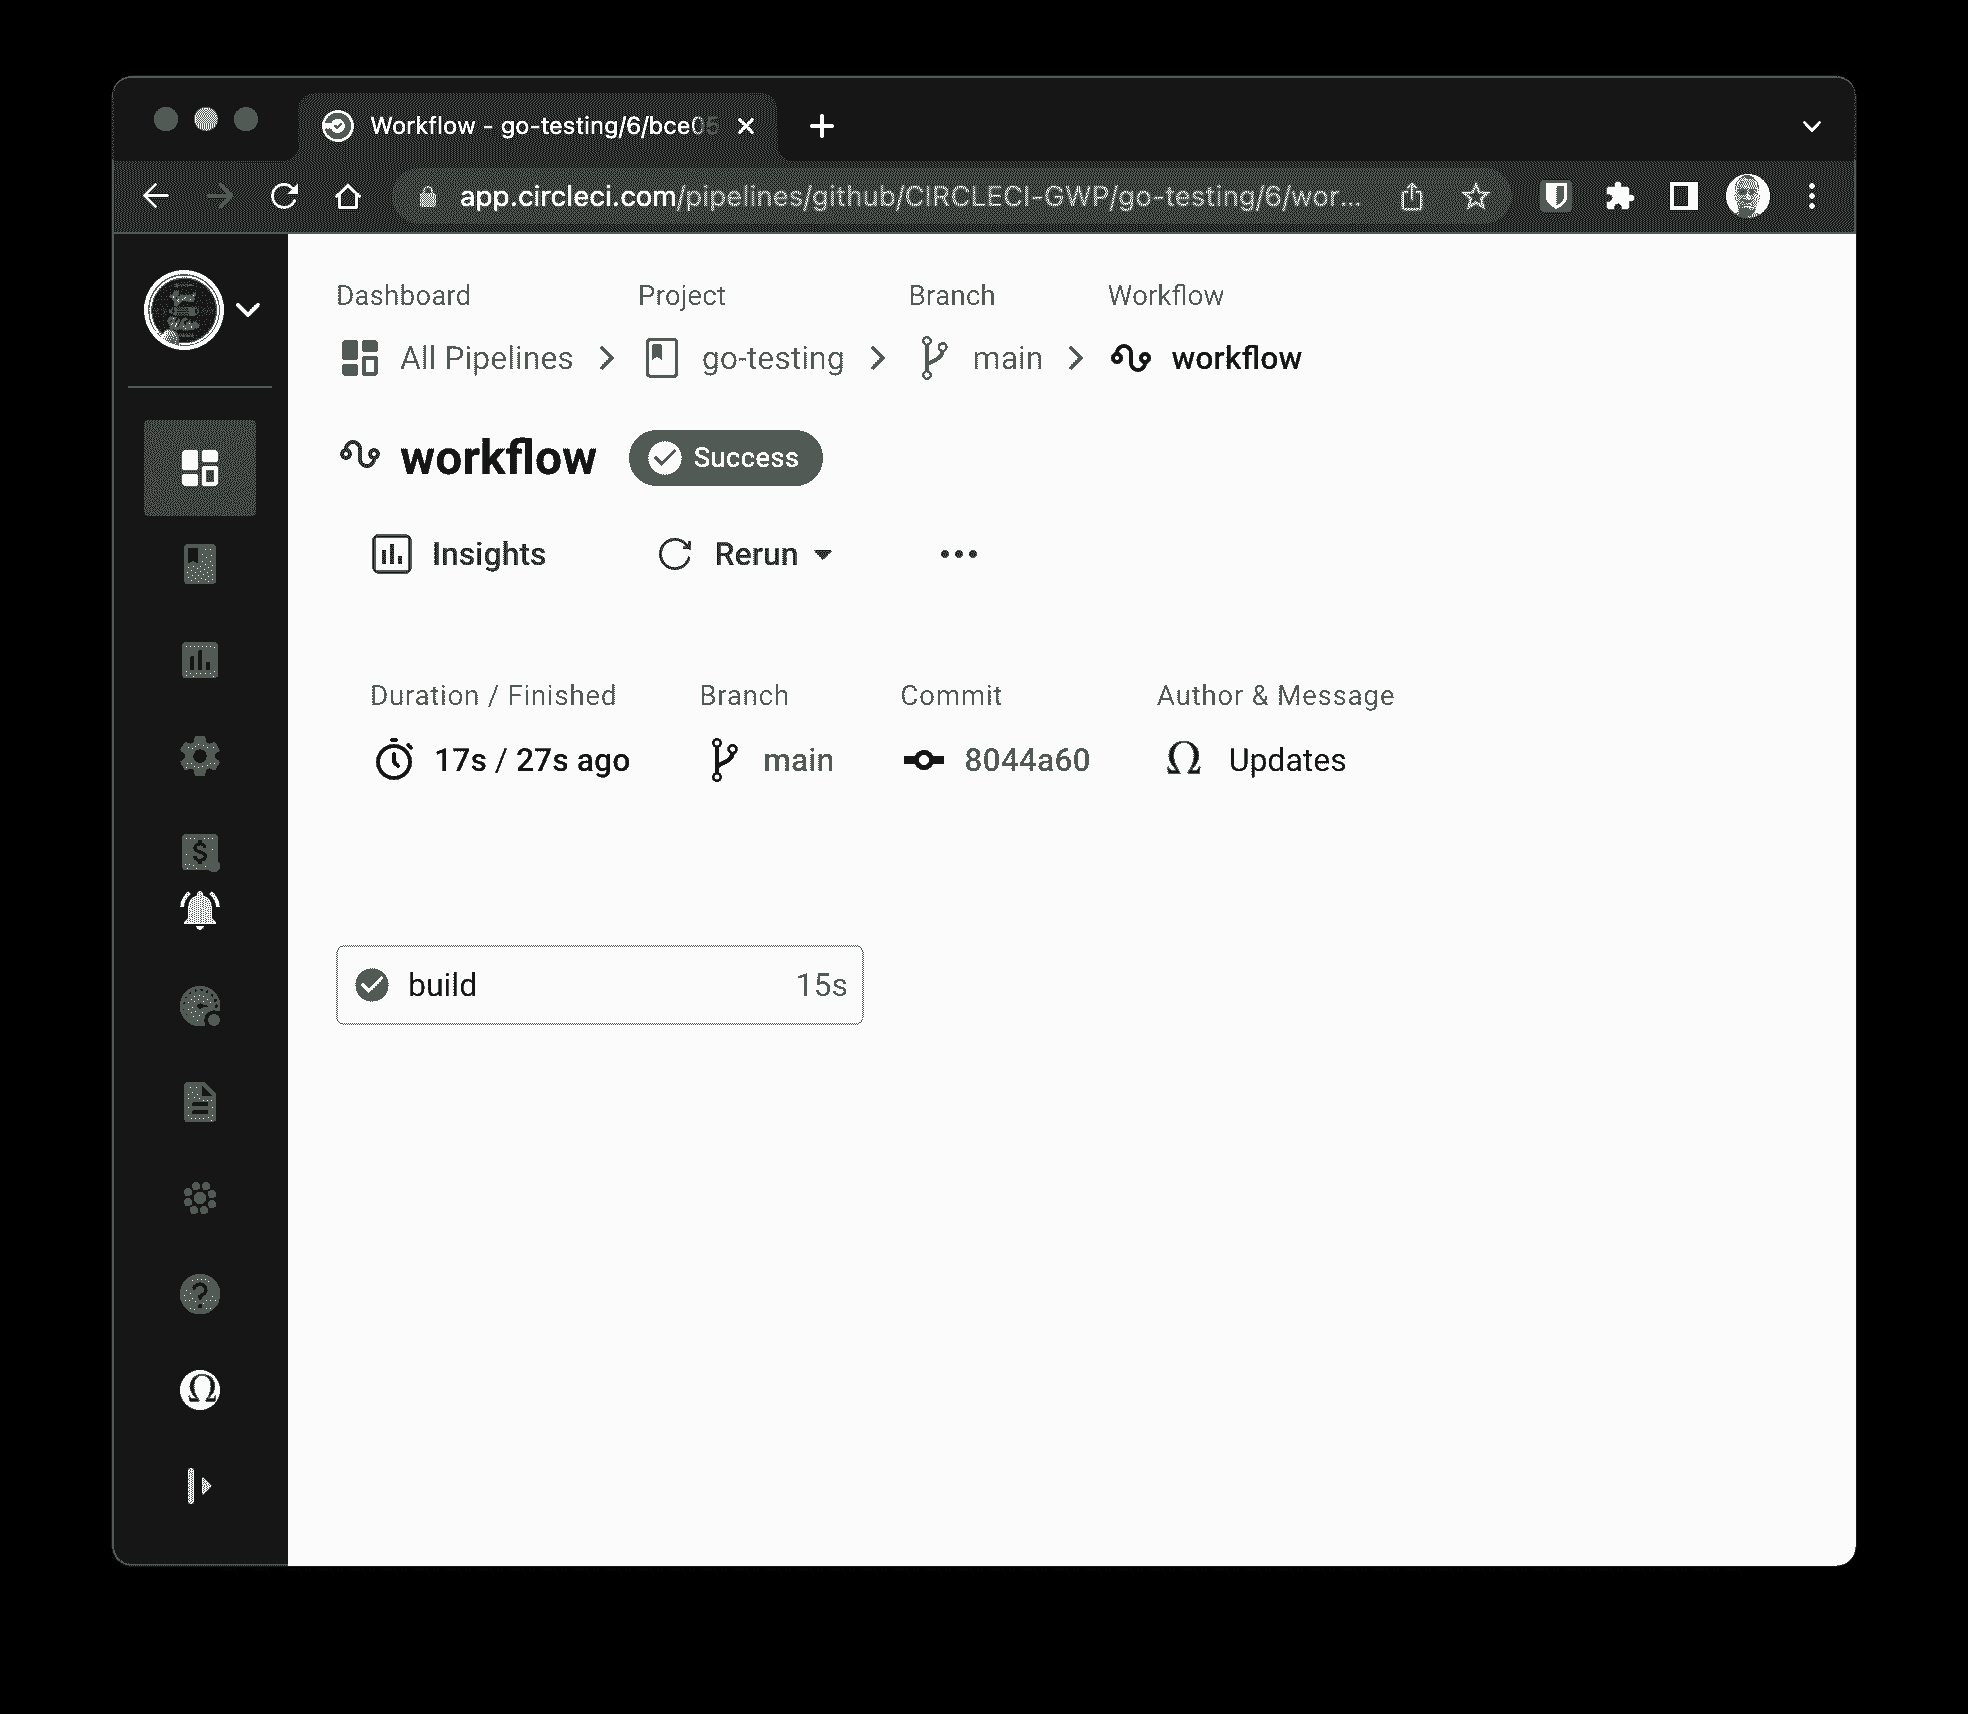 Workflow - go-testing/6/bce05
app.circleci.com/pipelines/github/CIRCLECI-GWP/go-testing/6/wor...
Dashboard Project Branch Workflow
All Pipelines go-testing main workflow
workflow Success
Insights Rerun
Duration / Finished Branch Commit Author & Message
17s / 27s ago main 8044a60 Ω Updates
build 15s
$
?
Ω